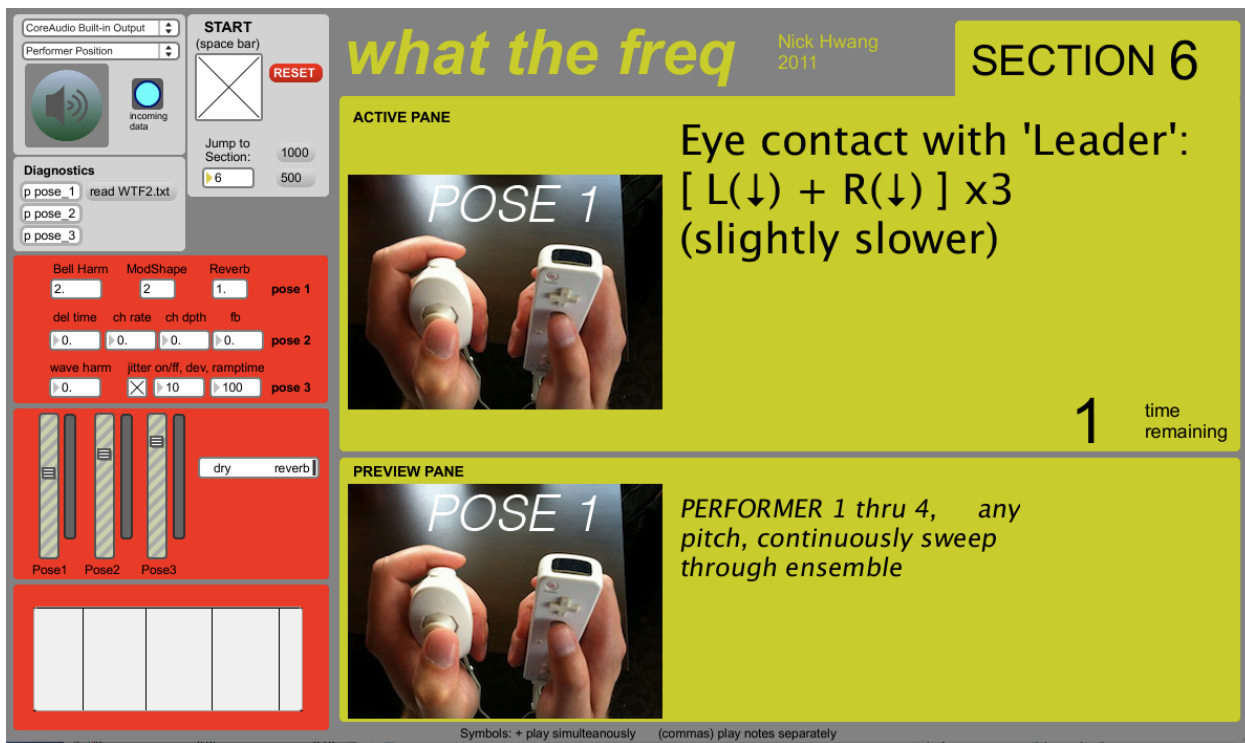 CoreAudio Built-in Output
Performer Position
incoming
data
START
(space bar)
RESET
Jump to
Section:
6
1000
500
Diagnostics
p pose_1
read WTF2.txt
p pose_2
p pose_3
Bell Harm ModShape Reverb
2. 2 1. pose 1
del time ch rate ch dpth fb
0. 0. 0. 0. pose 2
wave harm jitter on/ff, dev, ramptime
0. 10 100 pose 3
dry reverb
Pose1 Pose2 Pose3
what the freq
Nick Hwang
2011
SECTION 6
ACTIVE PANE
POSE 1
Eye contact with 'Leader':
[ L(↓) + R(↓) ] x3
(slightly slower)
1
time
remaining
PREVIEW PANE
POSE 1
PERFORMER 1 thru 4, any
pitch, continuously sweep
through ensemble
Symbols: + play simulteanously (commas) play notes separately